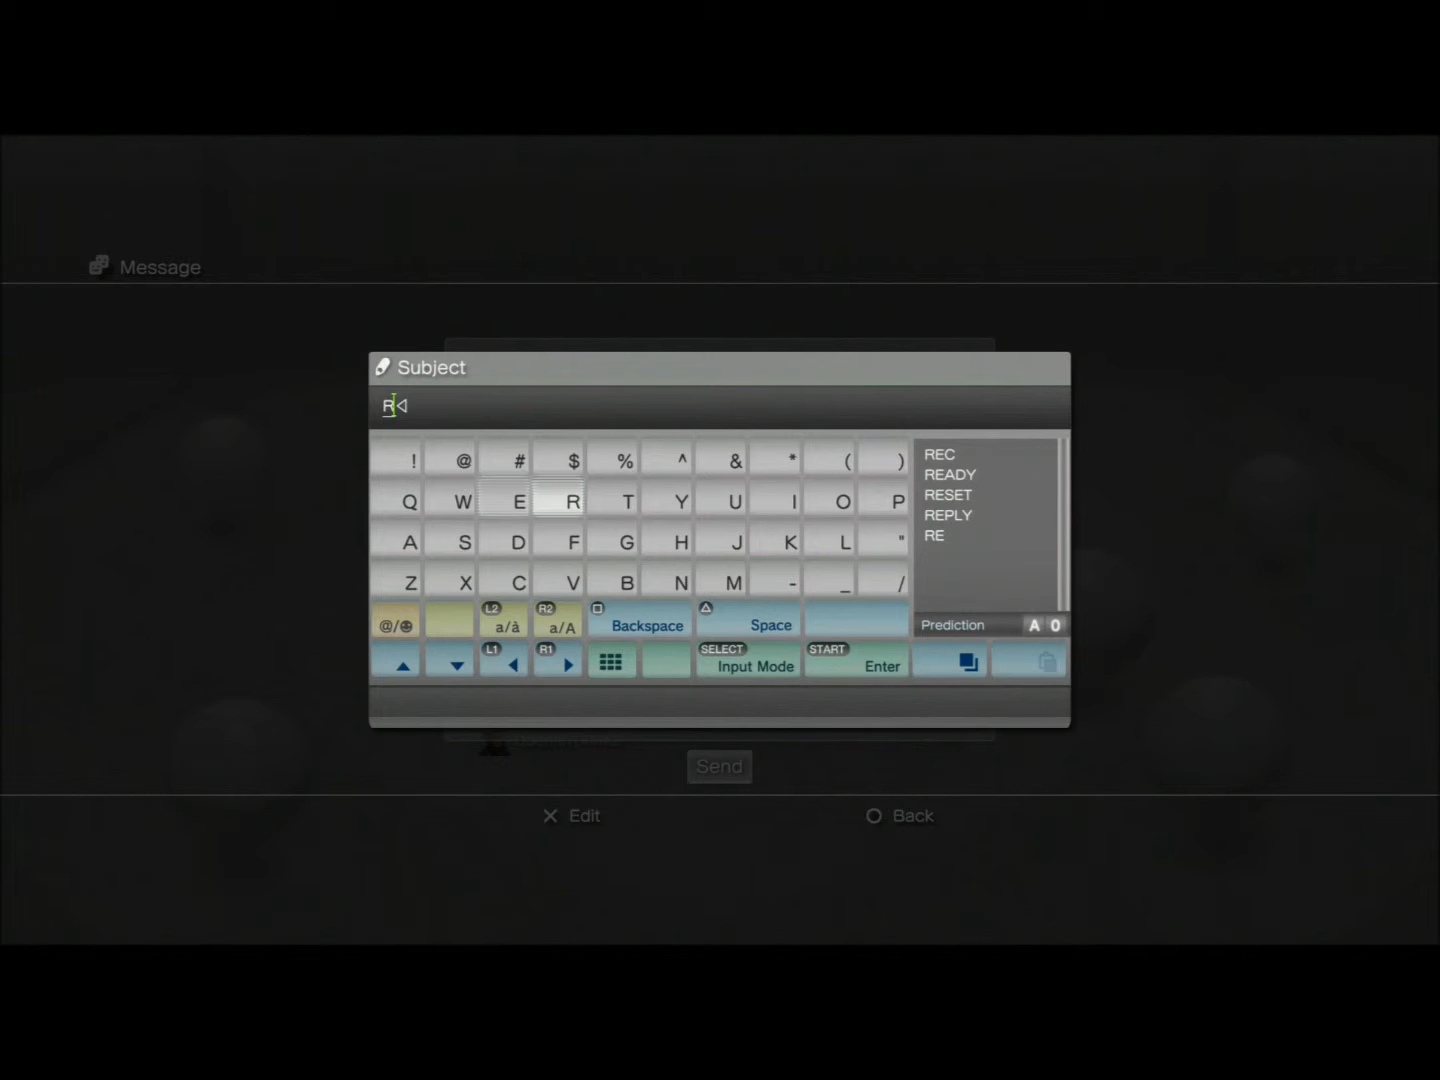 Message
Subject
R
! @ # $ % ^ & * ( )
Q W E R T Y U I O P
A S D F G H J K L "
Z X C V B N M - _ /
REC
READY
RESET
REPLY
RE
Prediction A 0
@/☻ L2 a/à R2 a/A Backspace Space
L1 R1 SELECT Input Mode START Enter
Send
Edit Back